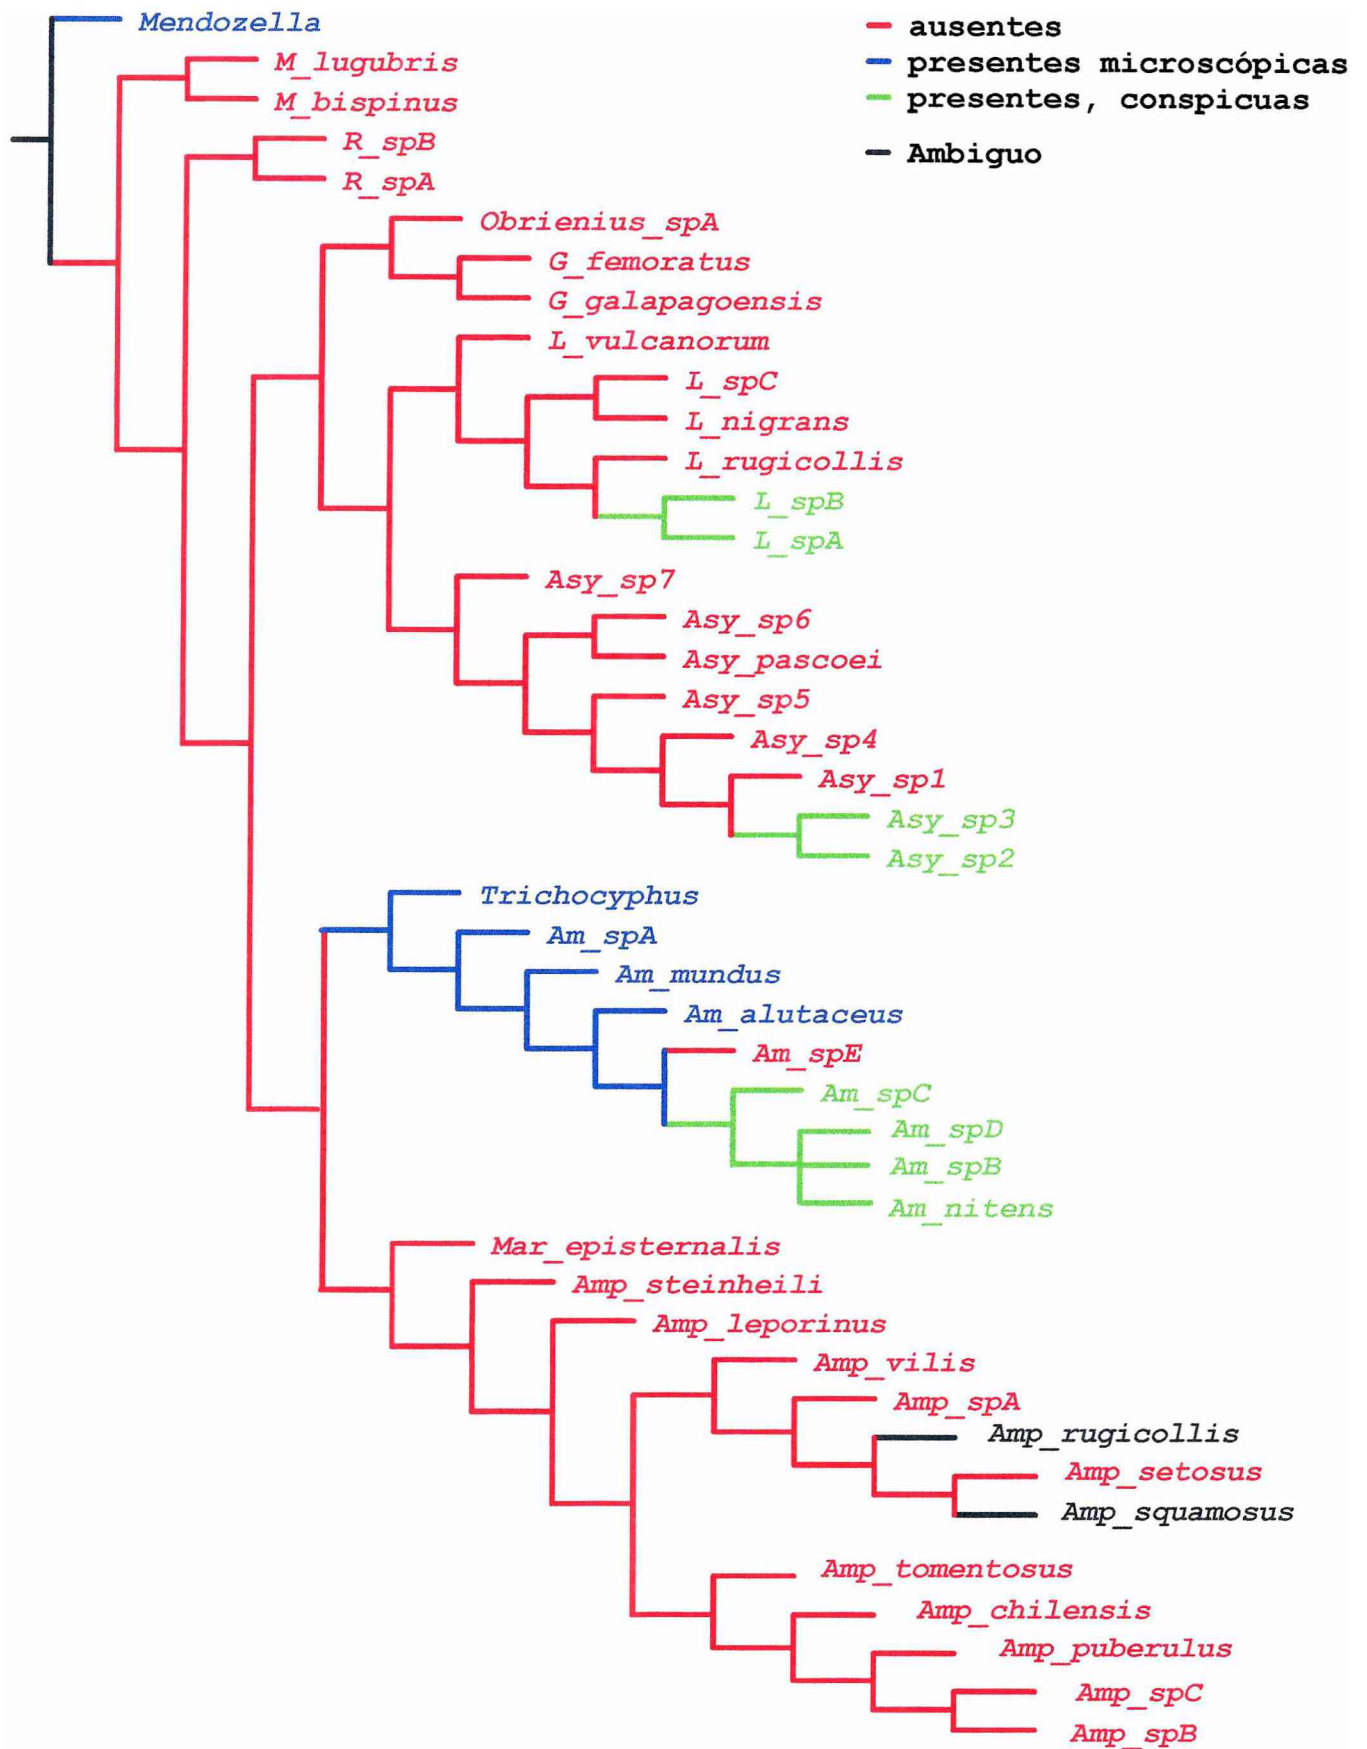 Mendozella
ausentes
M_lugubris
presentes microscópicas
M_bispinus
presentes, conspicuas
R_spB
Ambiguo
R_spA
Obrienius_spA
G_femoratus
G_galapagoensis
L_vulcanorum
L_spC
L_nigrans
L_rugicollis
L_spB
L_spA
Asy_sp7
Asy_sp6
Asy_pascoei
Asy_sp5
Asy_sp4
Asy_sp1
Asy_sp3
Asy_sp2
Trichocyphus
Am_spA
Am_mundus
Am_alutaceus
Am_spE
Am_spC
Am_spD
Am_spB
Am_nitens
Mar_episternalis
Amp_steinheili
Amp_leporinus
Amp_vilis
Amp_spA
Amp_rugicollis
Amp_setosus
Amp_squamosus
Amp_tomentosus
Amp_chilensis
Amp_puberulus
Amp_spC
Amp_spB